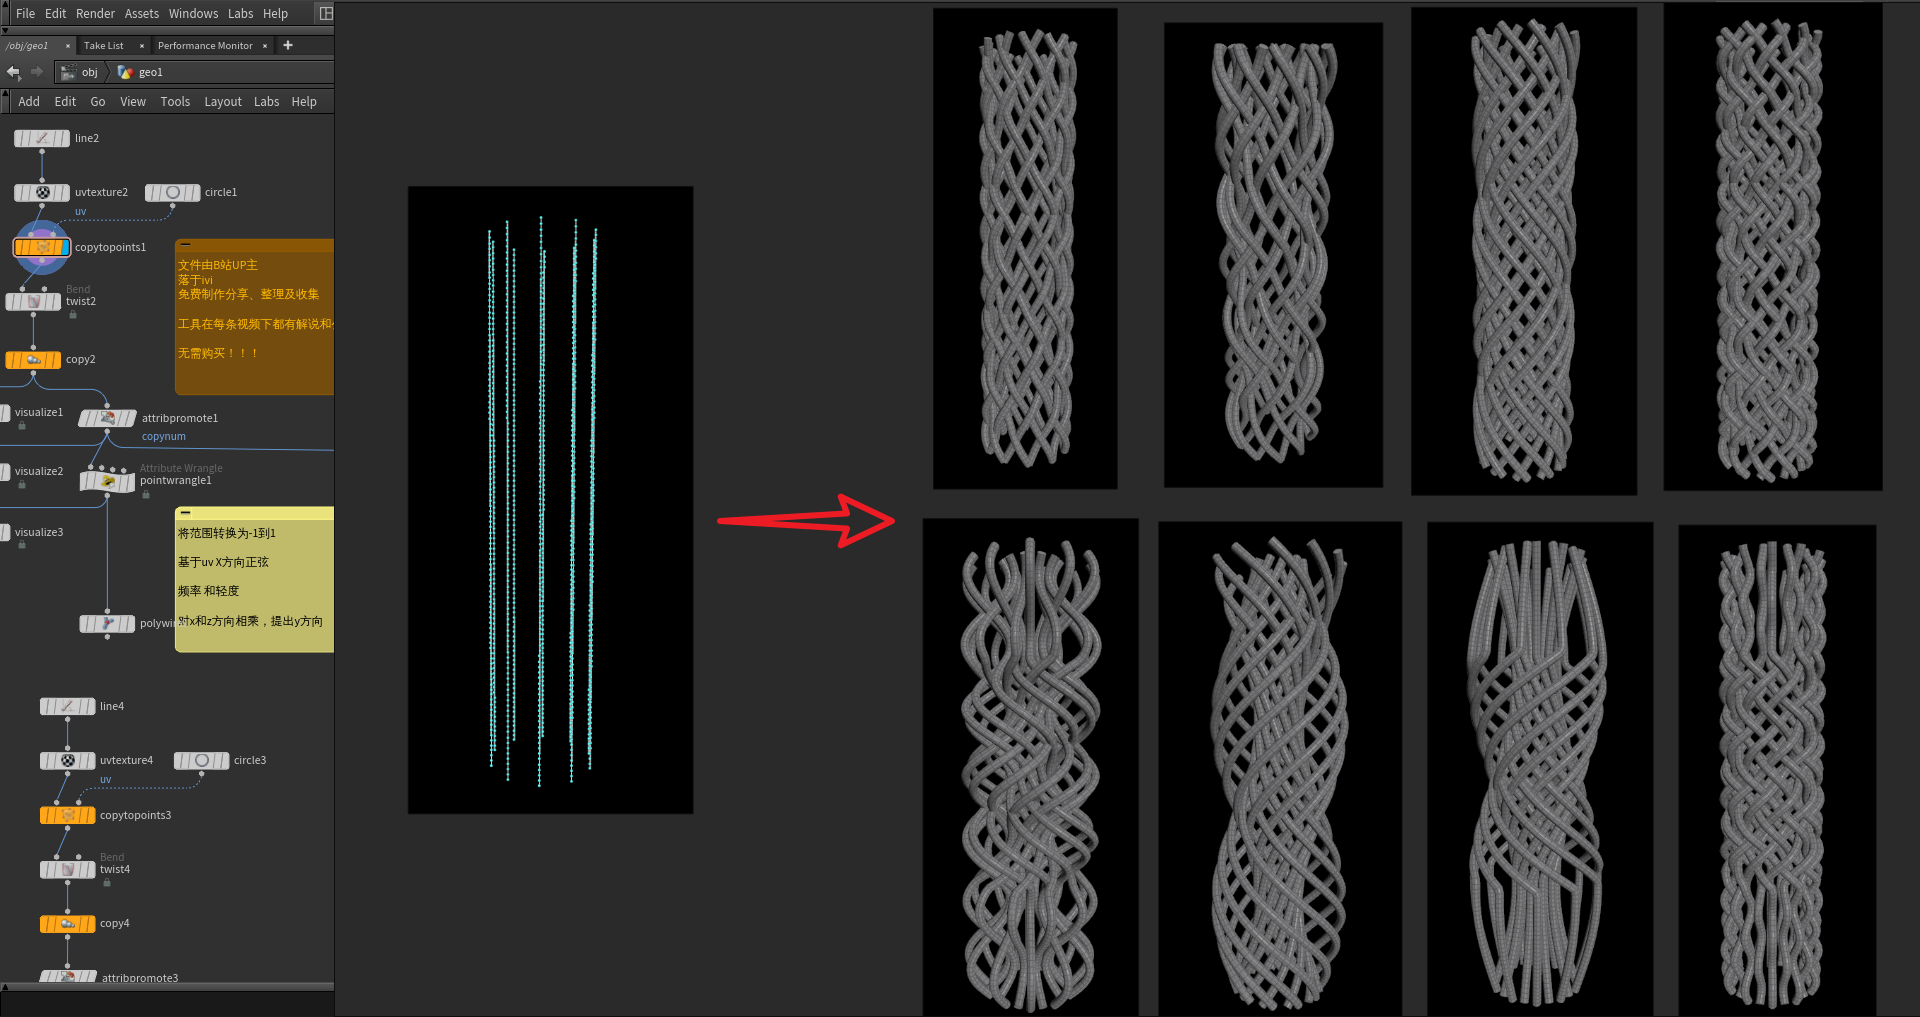 File Edit Render Assets Windows Labs Help
/obj/geo1 × Take List × Performance Monitor × +
obj geo1
Add Edit Go View Tools Layout Labs Help
line2
uvtexture2
circle1
uv
copytopoints1
文件由B站UP主
落于ivi
免费制作分享、整理及收集
工具在每条视频下都有解说和
无需购买！！！
Bend
twist2
copy2
visualize1
attribpromote1
copynum
visualize2
Attribute Wrangle
pointwrangle1
visualize3
将范围转换为-1到1
基于uv X方向正弦
频率 和轻度
对x和z方向相乘，提出y方向
polywi
line4
uvtexture4
circle3
uv
copytopoints3
Bend
twist4
copy4
attribpromote3